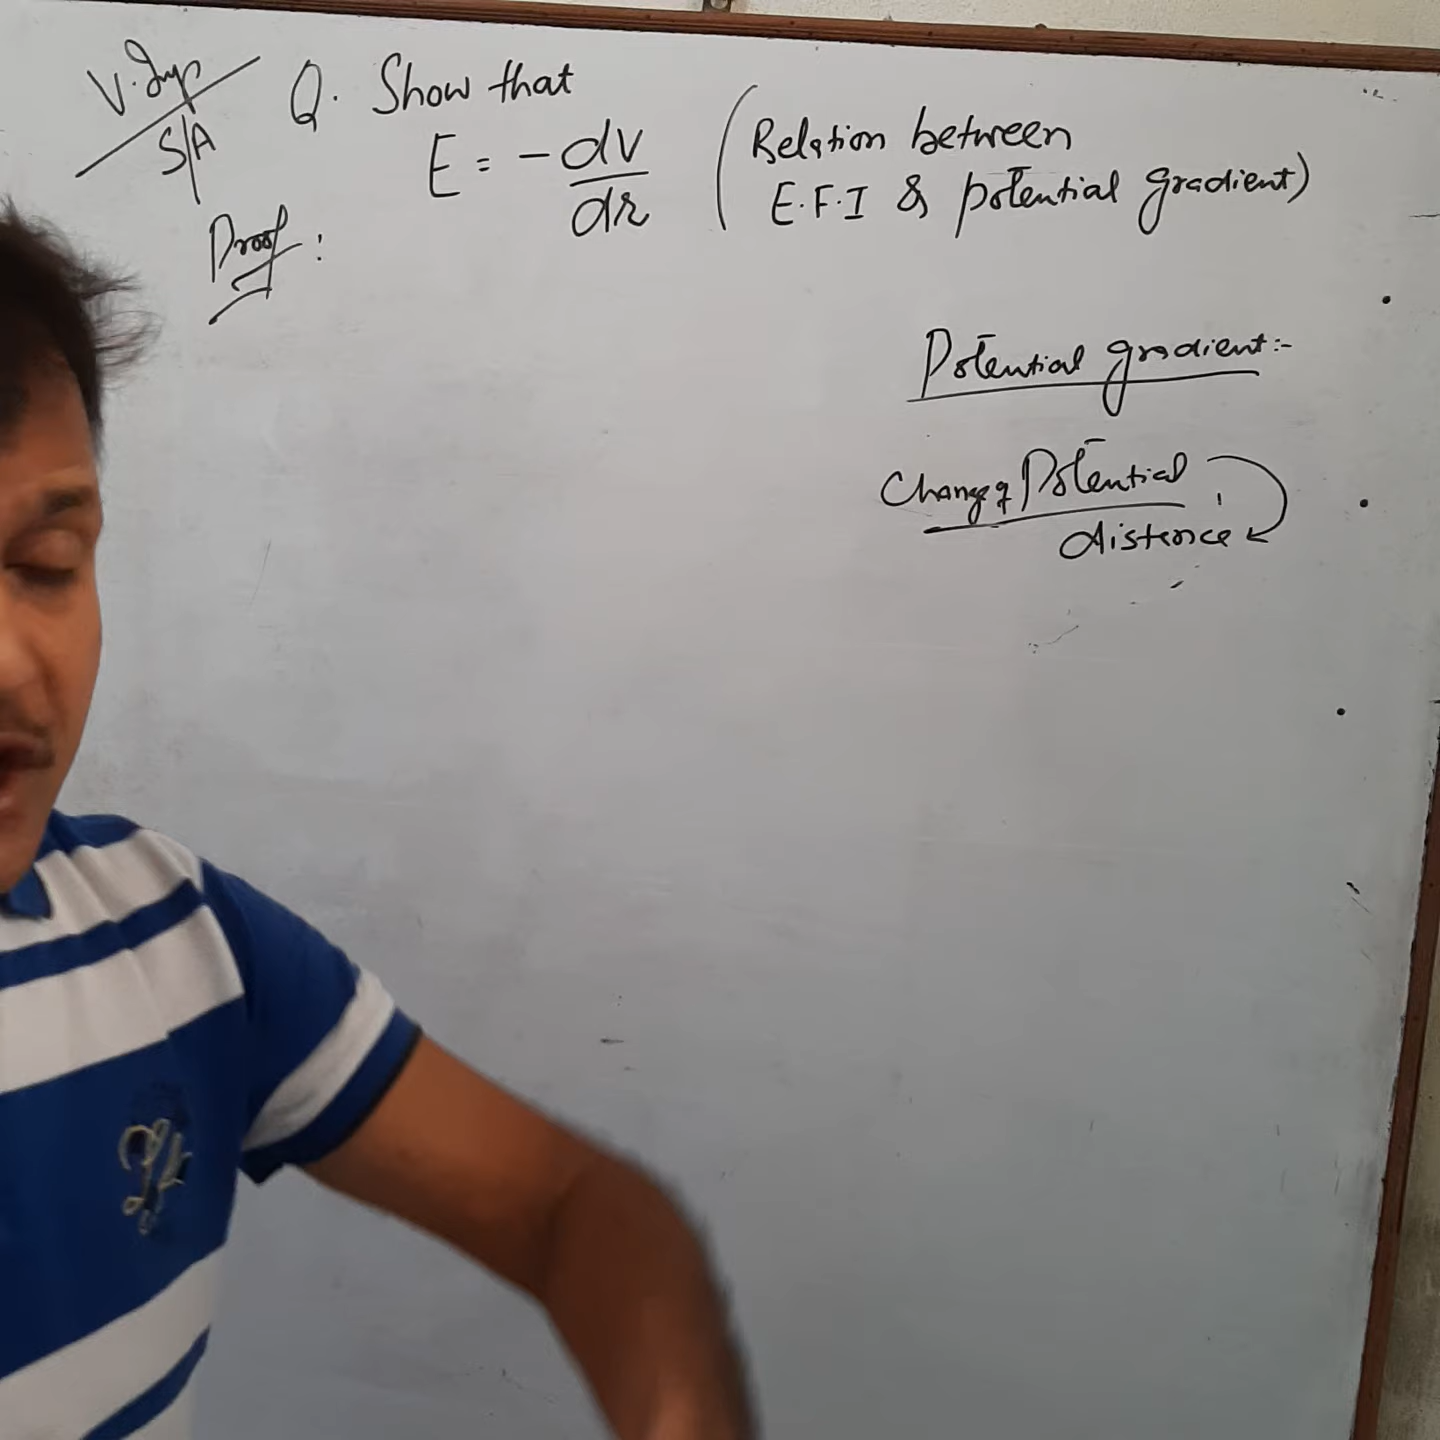 V. Imp
S/A
Q. Show that
E = - dV/dr
(Relation between
E.F.I & potential gradient)
Proof :
Potential gradient :-
Change of Potential
distance